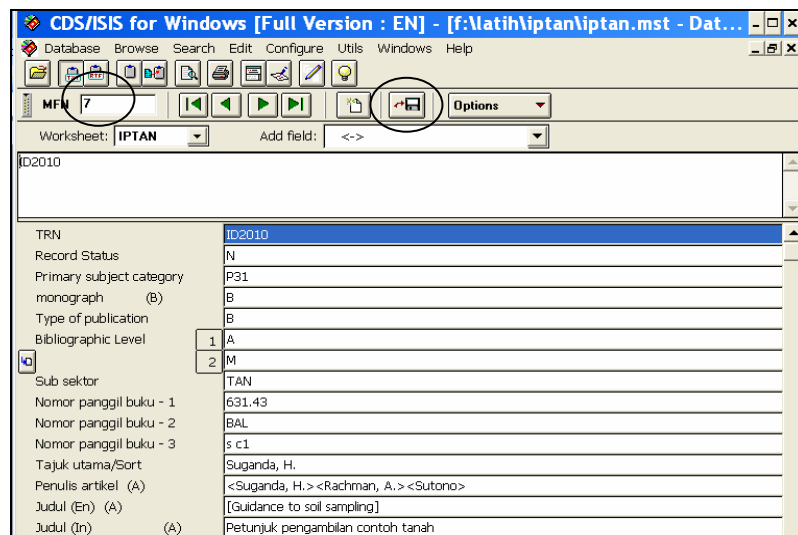 CDS/ISIS for Windows [Full Version : EN] - [f:\latih\iptan\iptan.mst - Dat...
Database Browse Search Edit Configure Utils Windows Help
MFN 7 Options
Worksheet: IPTAN Add field: <->
ID2010
TRN ID2010
Record Status N
Primary subject category P31
monograph (B) B
Type of publication B
Bibliographic Level 1 A
2 M
Sub sektor TAN
Nomor panggil buku - 1 631.43
Nomor panggil buku - 2 BAL
Nomor panggil buku - 3 s c1
Tajuk utama/Sort Suganda, H.
Penulis artikel (A) <Suganda, H.><Rachman, A.><Sutono>
Judul (En) (A) [Guidance to soil sampling]
Judul (In) (A) Petunjuk pengambilan contoh tanah